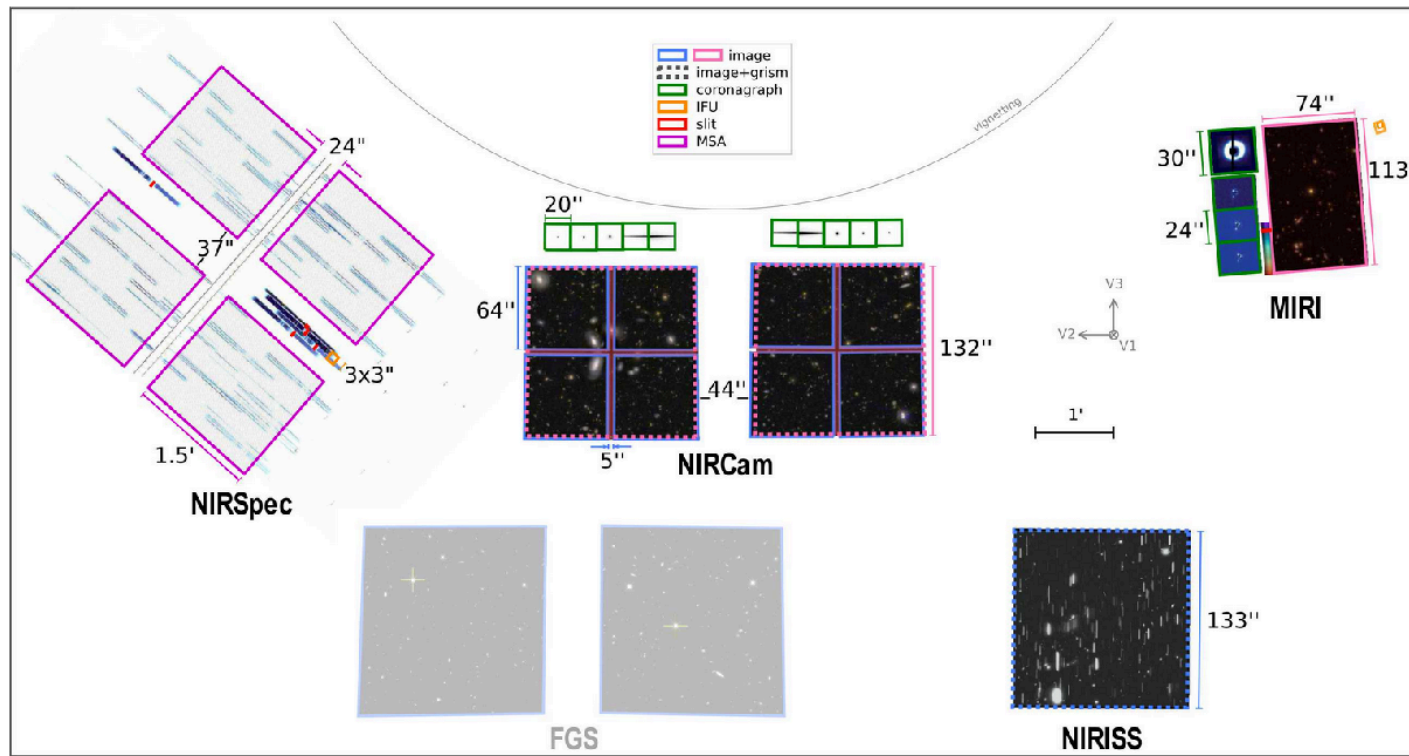 image
image+grism
coronagraph
IFU
slit
MSA
vignetting
24"
37"
3x3"
1.5'
NIRSpec
20"
64"
44"
132"
5"
NIRCam
74"
30"
113
24"
MIRI
V3
V2
V1
1'
FGS
133"
NIRISS